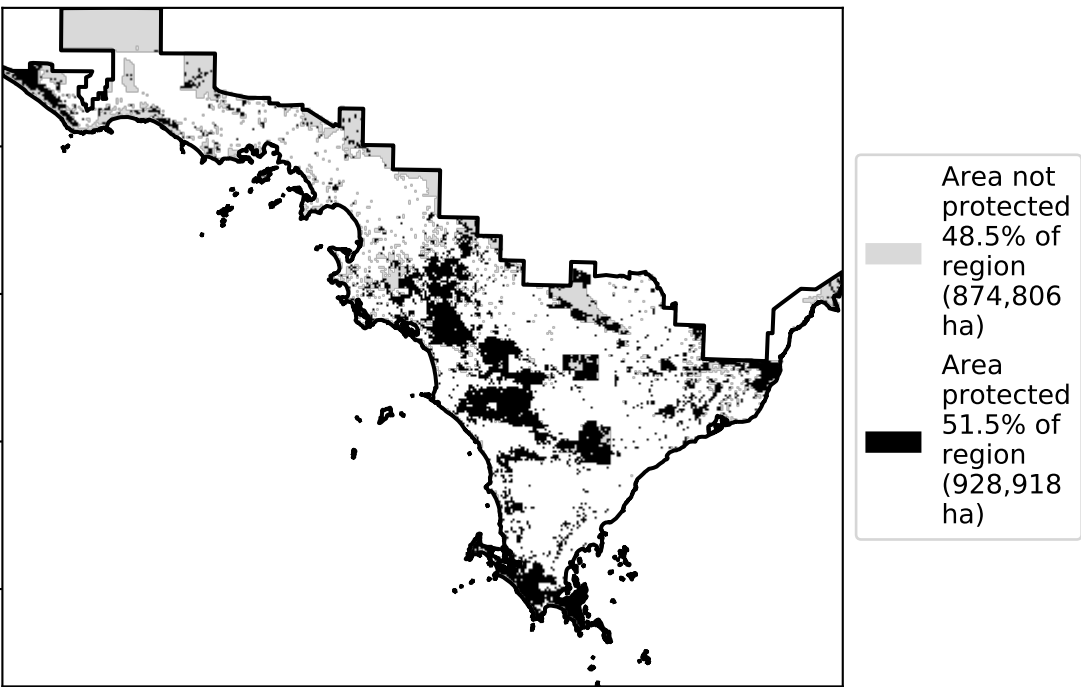 Area not
protected
48.5% of
region
(874,806
ha)
Area
protected
51.5% of
region
(928,918
ha)